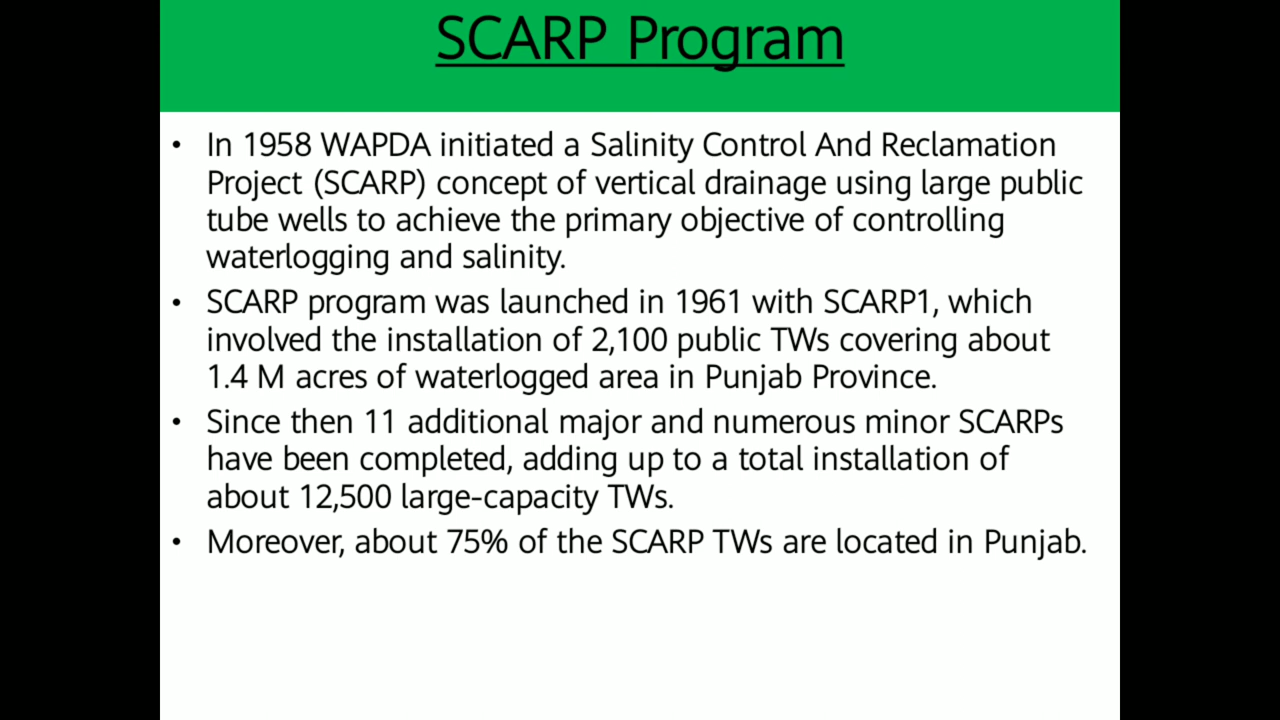 SCARP Program
• In 1958 WAPDA initiated a Salinity Control And Reclamation
Project (SCARP) concept of vertical drainage using large public
tube wells to achieve the primary objective of controlling
waterlogging and salinity.
• SCARP program was launched in 1961 with SCARP1, which
involved the installation of 2,100 public TWs covering about
1.4 M acres of waterlogged area in Punjab Province.
• Since then 11 additional major and numerous minor SCARPs
have been completed, adding up to a total installation of
about 12,500 large-capacity TWs.
• Moreover, about 75% of the SCARP TWs are located in Punjab.